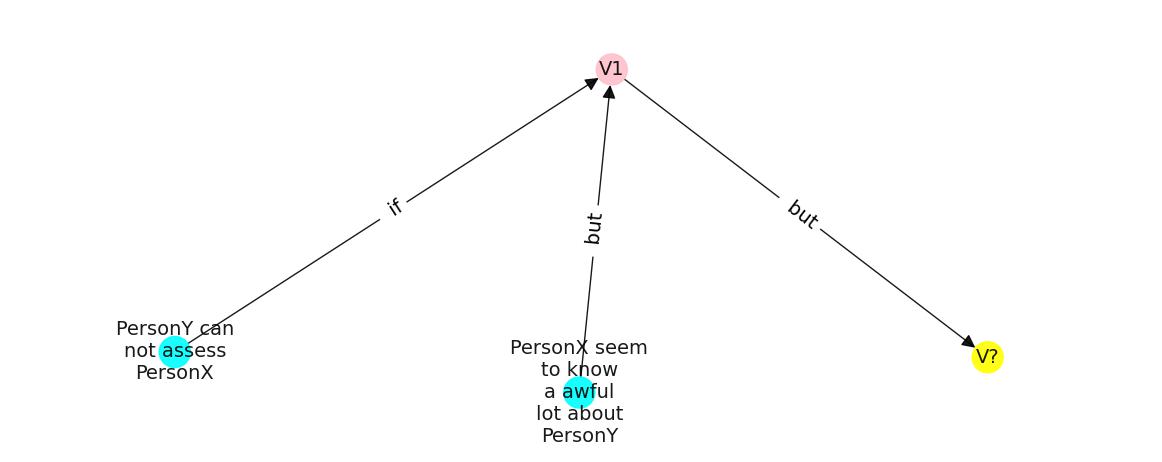 V1
if
but
but
PersonY can
not assess
PersonX
PersonX seem
to know
a awful
lot about
PersonY
V?